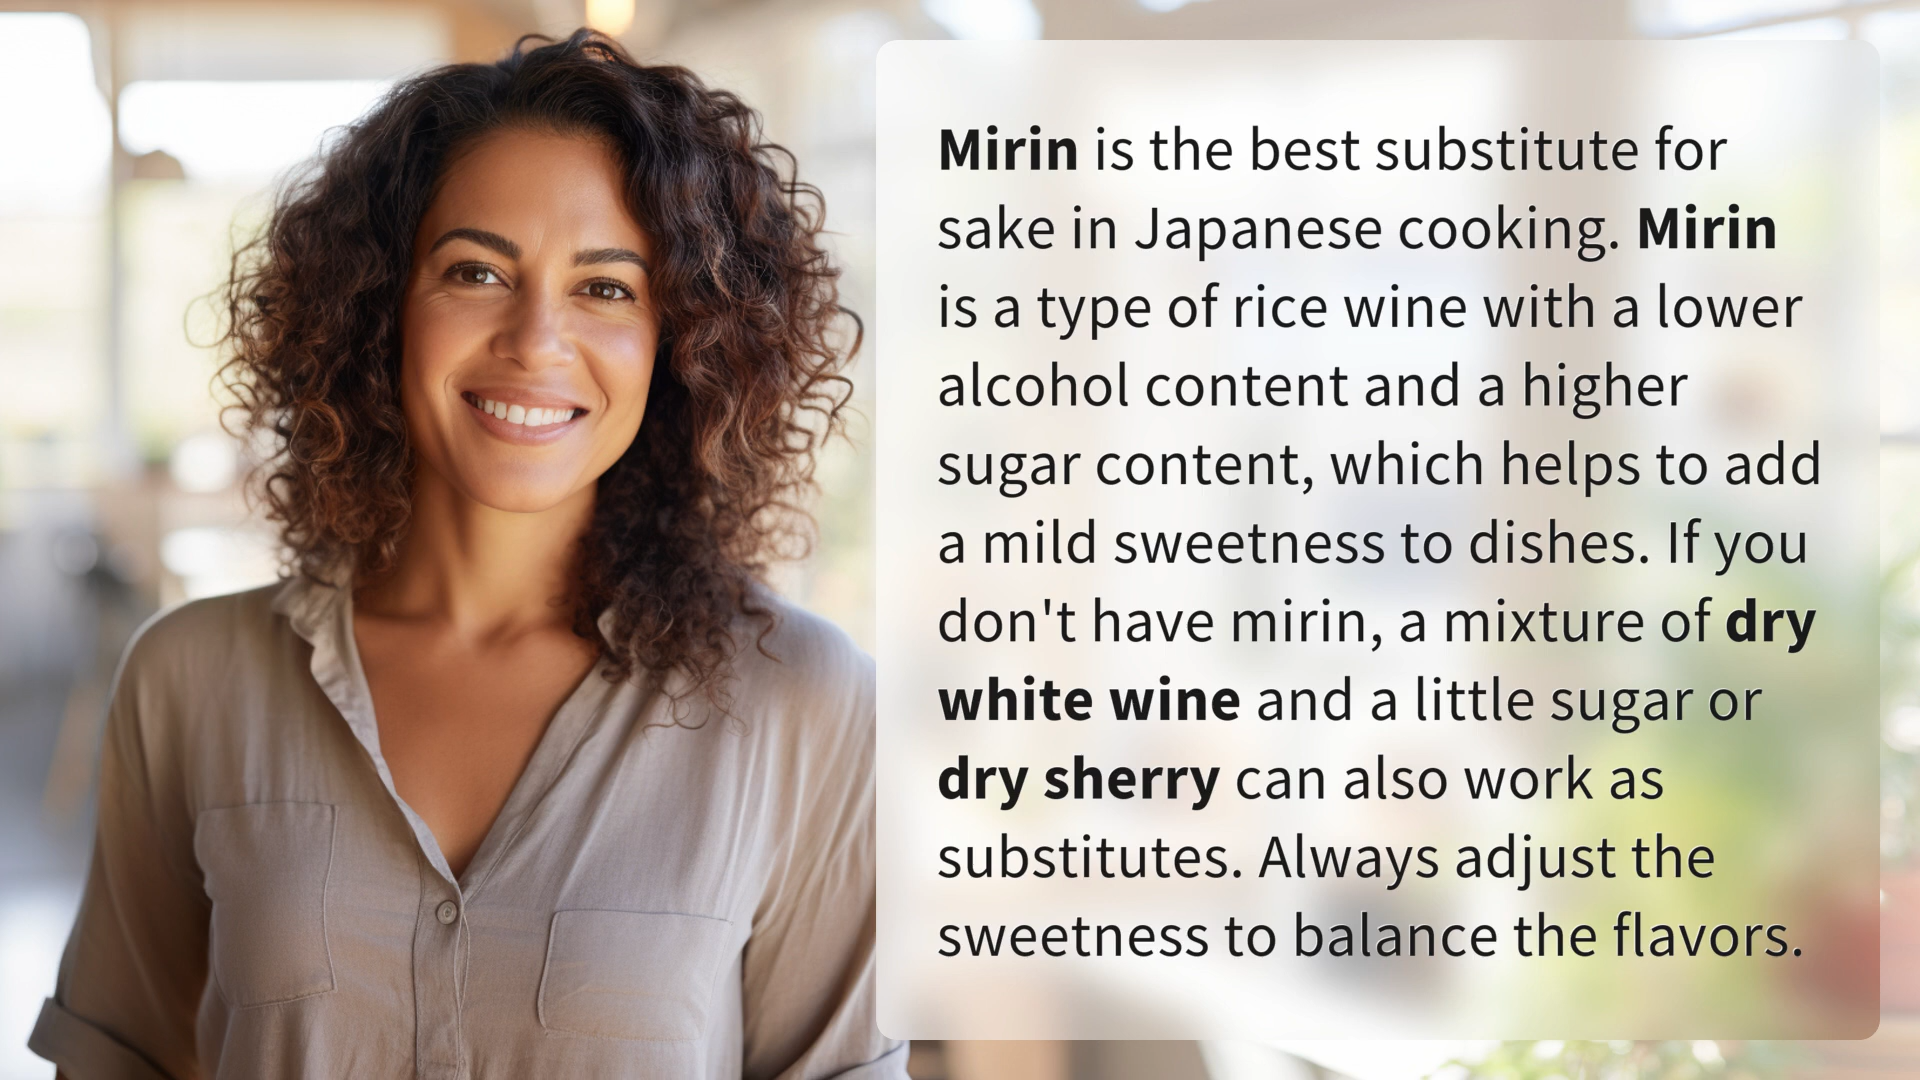 Mirin is the best substitute for
sake in Japanese cooking. Mirin
is a type of rice wine with a lower
alcohol content and a higher
sugar content, which helps to add
a mild sweetness to dishes. If you
don't have mirin, a mixture of dry
white wine and a little sugar or
dry sherry can also work as
substitutes. Always adjust the
sweetness to balance the flavors.